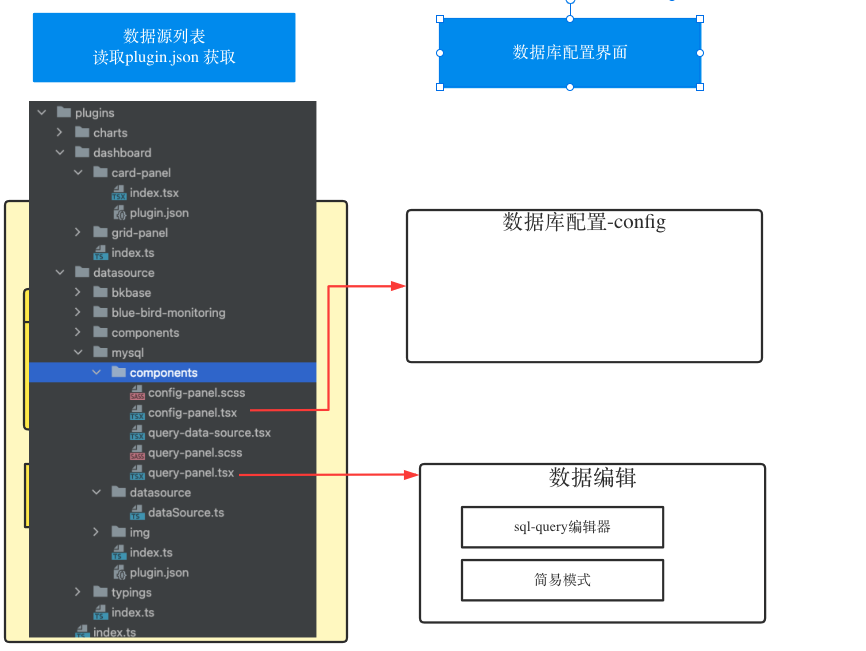 数据源列表
读取plugin.json 获取
数据库配置界面
plugins
charts
dashboard
card-panel
index.tsx
plugin.json
grid-panel
index.ts
datasource
bkbase
blue-bird-monitoring
components
mysql
components
config-panel.scss
config-panel.tsx
query-data-source.tsx
query-panel.scss
query-panel.tsx
datasource
dataSource.ts
img
index.ts
plugin.json
typings
index.ts
index.ts
数据库配置-config
数据编辑
sql-query编辑器
简易模式